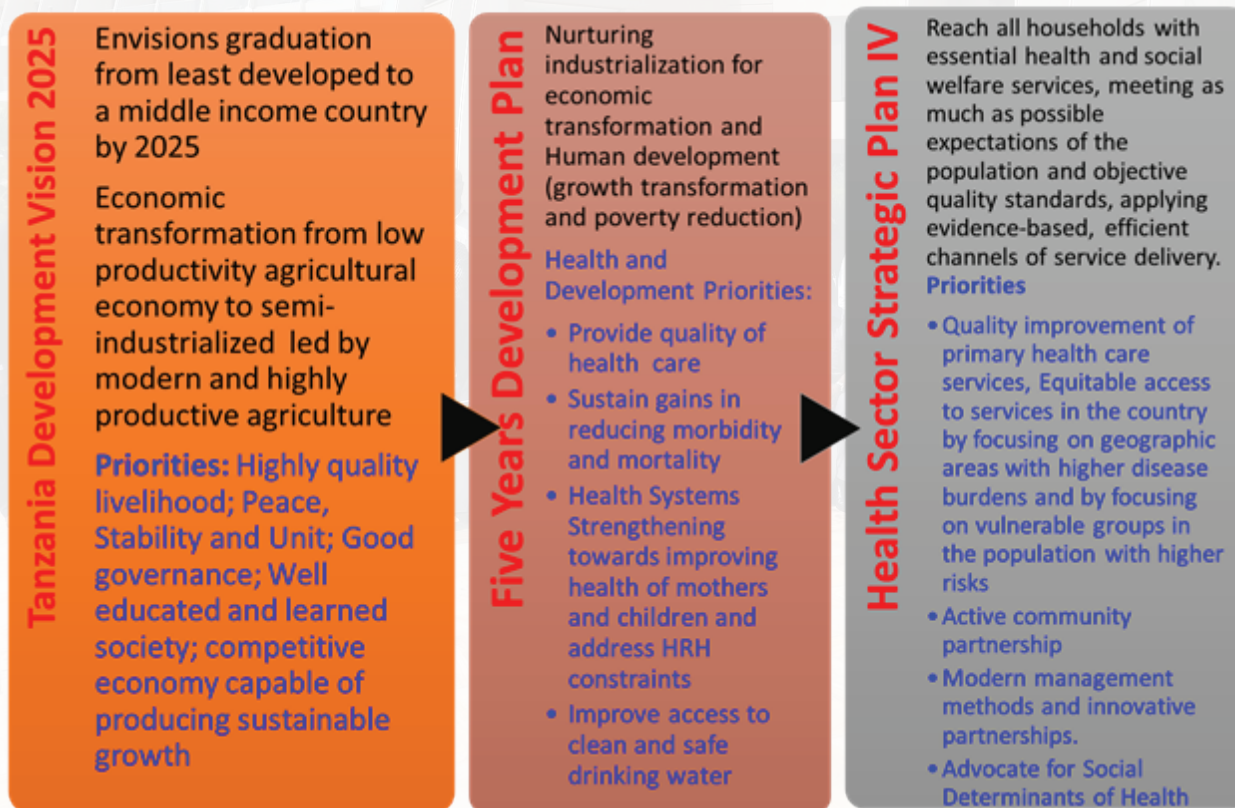 Tanzania Development Vision 2025
Envisions graduation
from least developed to
a middle income country
by 2025
Economic
transformation from low
productivity agricultural
economy to semi-
industrialized led by
modern and highly
productive agriculture
Priorities: Highly quality
livelihood; Peace,
Stability and Unit; Good
governance; Well
educated and learned
society; competitive
economy capable of
producing sustainable
growth
Five Years Development Plan
Nurturing
industrialization for
economic
transformation and
Human development
(growth transformation
and poverty reduction)
Health and
Development Priorities:
• Provide quality of
health care
• Sustain gains in
reducing morbidity
and mortality
• Health Systems
Strengthening
towards improving
health of mothers
and children and
address HRH
constraints
• Improve access to
clean and safe
drinking water
Health Sector Strategic Plan IV
Reach all households with
essential health and social
welfare services, meeting as
much as possible
expectations of the
population and objective
quality standards, applying
evidence-based, efficient
channels of service delivery.
Priorities
• Quality improvement of
primary health care
services, Equitable access
to services in the country
by focusing on geographic
areas with higher disease
burdens and by focusing
on vulnerable groups in
the population with higher
risks
• Active community
partnership
• Modern management
methods and innovative
partnerships.
• Advocate for Social
Determinants of Health